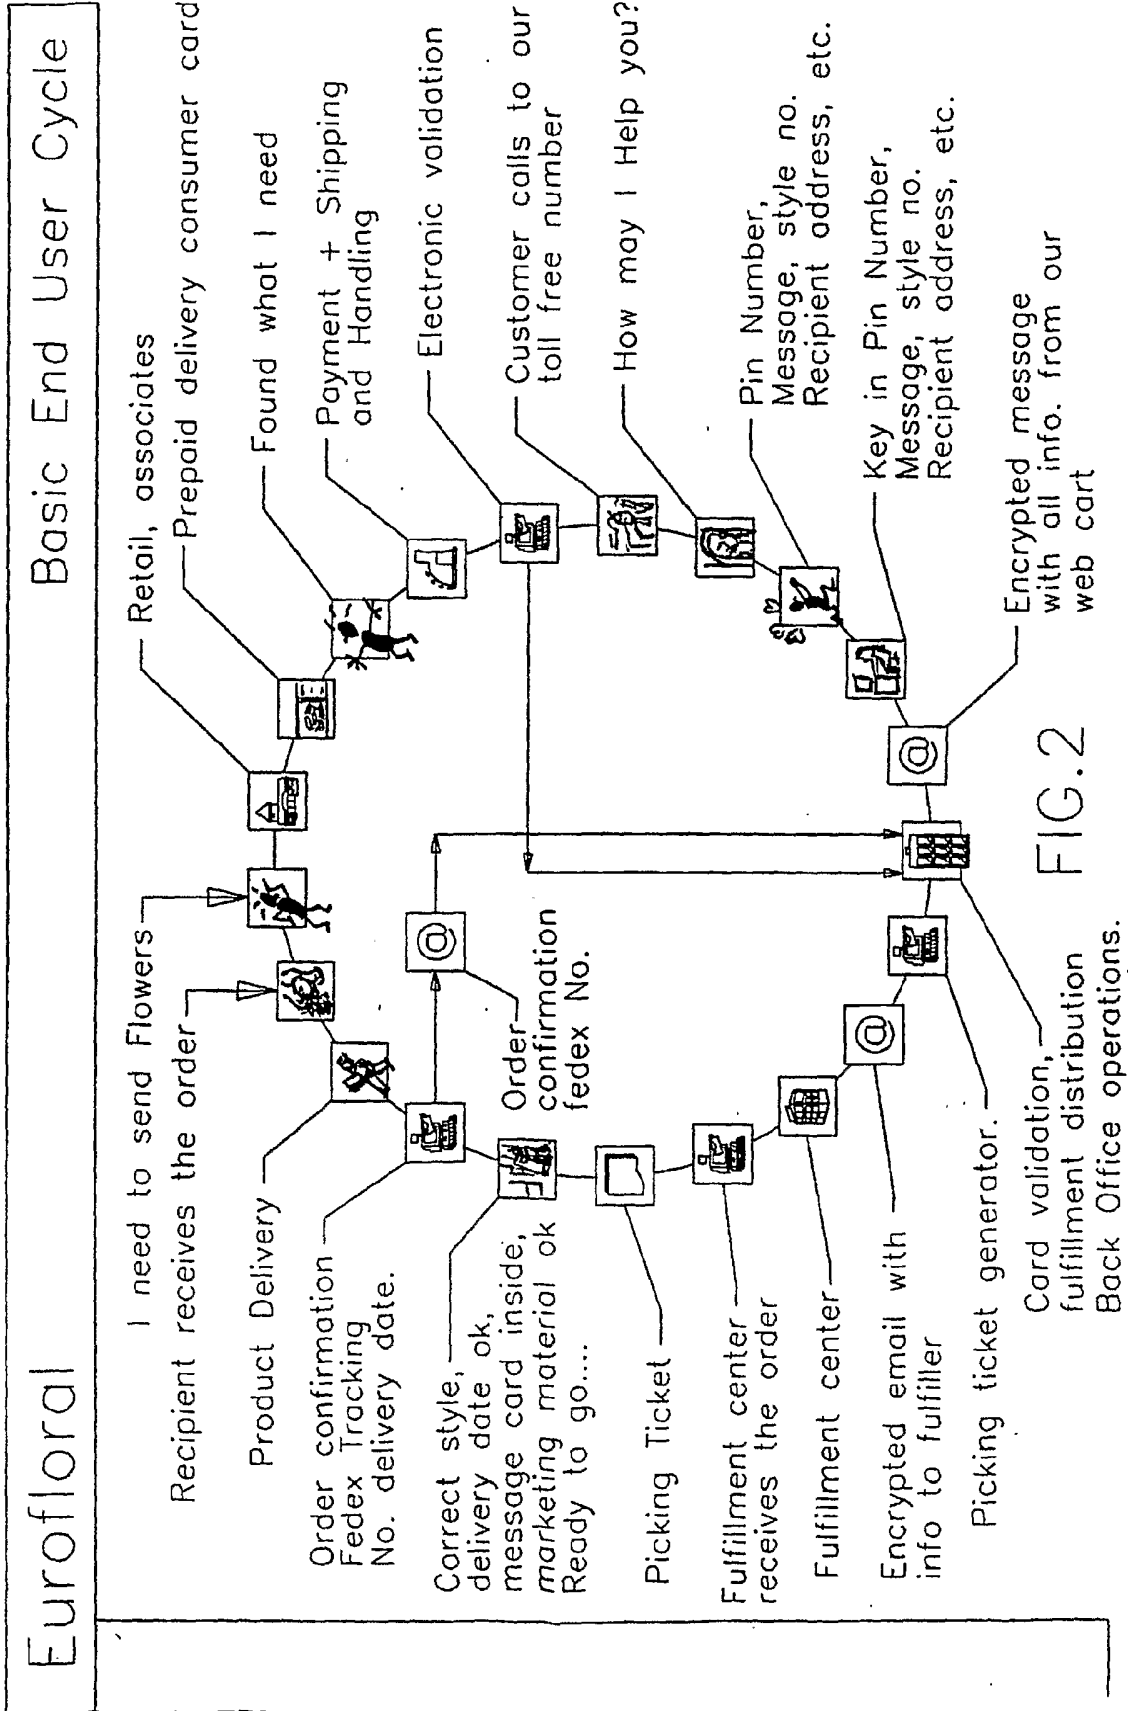 Eurofloral
Basic End User Cycle
I need to send Flowers
Recipient receives the order
Product Delivery
Order confirmation
Fedex Tracking
No. delivery date.
Correct style,
delivery date ok,
message card inside,
marketing material ok
Ready to go....
Picking Ticket
Fulfillment center
receives the order
Fulfillment center
Encrypted email with
info to fulfiller
Picking ticket generator.
Card validation,
fulfillment distribution
Back Office operations.
Order
confirmation
fedex No.
@
@
@
Retail, associates
Prepaid delivery consumer card
Found what I need
Payment + Shipping
and Handling
Electronic validation
Customer calls to our
toll free number
How may I Help you?
Pin Number,
Message, style no.
Recipient address, etc.
Key in Pin Number,
Message, style no.
Recipient address, etc.
Encrypted message
with all info. from our
web cart
FIG.2